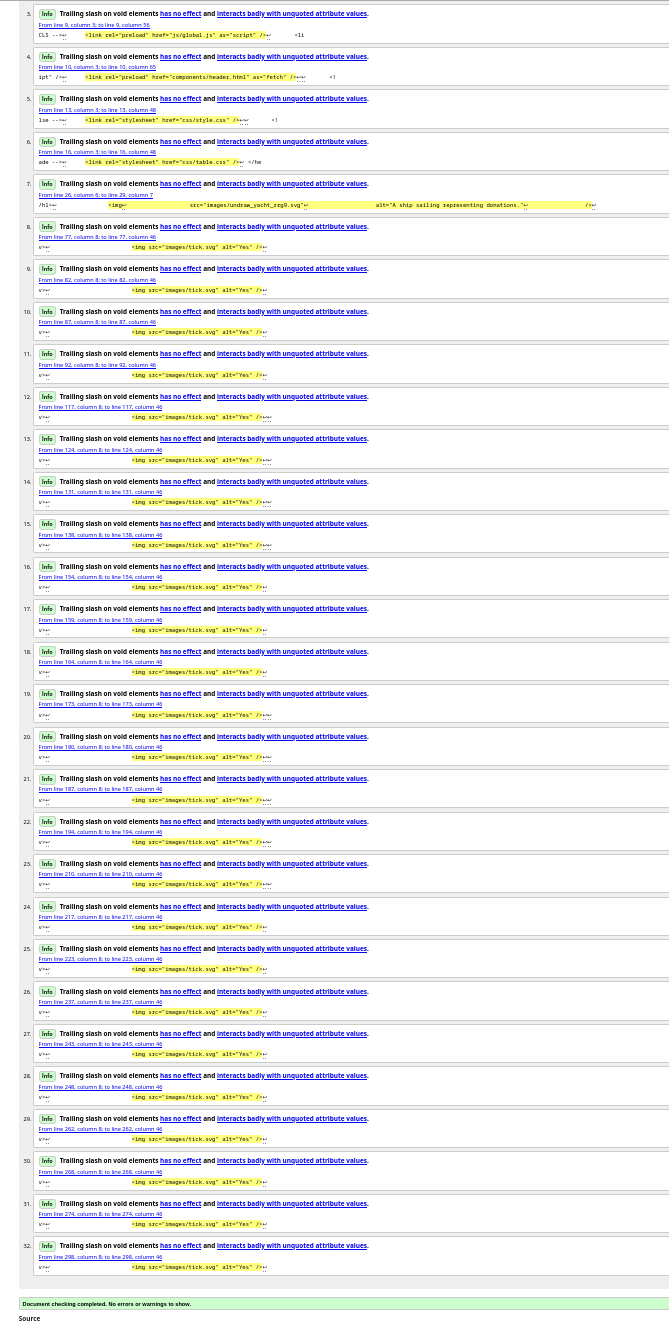 3. Info Trailing slash on void elements has no effect and interacts badly with unquoted attribute values.
From line 9, column 3; to line 9, column 56
CLS -->↩ <link rel="preload" href="js/global.js" as="script" />↩ <li
4. Info Trailing slash on void elements has no effect and interacts badly with unquoted attribute values.
From line 10, column 3; to line 10, column 65
ipt" />↩ <link rel="preload" href="components/header.html" as="fetch" />↩↩ <!
5. Info Trailing slash on void elements has no effect and interacts badly with unquoted attribute values.
From line 13, column 3; to line 13, column 48
lse -->↩ <link rel="stylesheet" href="css/style.css" />↩↩ <!
6. Info Trailing slash on void elements has no effect and interacts badly with unquoted attribute values.
From line 16, column 3; to line 16, column 48
ade -->↩ <link rel="stylesheet" href="css/table.css" />↩ </he
7. Info Trailing slash on void elements has no effect and interacts badly with unquoted attribute values.
From line 26, column 6; to line 29, column 7
/h1>↩ <img↩ src="images/undraw_yacht_rrg9.svg"↩ alt="A ship sailing representing donations."↩ />↩
8. Info Trailing slash on void elements has no effect and interacts badly with unquoted attribute values.
From line 77, column 8; to line 77, column 46
v>↩ <img src="images/tick.svg" alt="Yes" />↩
9. Info Trailing slash on void elements has no effect and interacts badly with unquoted attribute values.
From line 82, column 8; to line 82, column 46
v>↩ <img src="images/tick.svg" alt="Yes" />↩
10. Info Trailing slash on void elements has no effect and interacts badly with unquoted attribute values.
From line 87, column 8; to line 87, column 46
v>↩ <img src="images/tick.svg" alt="Yes" />↩
11. Info Trailing slash on void elements has no effect and interacts badly with unquoted attribute values.
From line 92, column 8; to line 92, column 46
v>↩ <img src="images/tick.svg" alt="Yes" />↩
12. Info Trailing slash on void elements has no effect and interacts badly with unquoted attribute values.
From line 117, column 8; to line 117, column 46
v>↩ <img src="images/tick.svg" alt="Yes" />↩
13. Info Trailing slash on void elements has no effect and interacts badly with unquoted attribute values.
From line 124, column 8; to line 124, column 46
v>↩ <img src="images/tick.svg" alt="Yes" />↩↩
14. Info Trailing slash on void elements has no effect and interacts badly with unquoted attribute values.
From line 131, column 8; to line 131, column 46
v>↩ <img src="images/tick.svg" alt="Yes" />↩↩
15. Info Trailing slash on void elements has no effect and interacts badly with unquoted attribute values.
From line 138, column 8; to line 138, column 46
v>↩ <img src="images/tick.svg" alt="Yes" />↩↩
16. Info Trailing slash on void elements has no effect and interacts badly with unquoted attribute values.
From line 154, column 8; to line 154, column 46
v>↩ <img src="images/tick.svg" alt="Yes" />↩
17. Info Trailing slash on void elements has no effect and interacts badly with unquoted attribute values.
From line 159, column 8; to line 159, column 46
v>↩ <img src="images/tick.svg" alt="Yes" />↩
18. Info Trailing slash on void elements has no effect and interacts badly with unquoted attribute values.
From line 164, column 8; to line 164, column 46
v>↩ <img src="images/tick.svg" alt="Yes" />↩
19. Info Trailing slash on void elements has no effect and interacts badly with unquoted attribute values.
From line 173, column 8; to line 173, column 46
v>↩ <img src="images/tick.svg" alt="Yes" />↩↩
20. Info Trailing slash on void elements has no effect and interacts badly with unquoted attribute values.
From line 180, column 8; to line 180, column 46
v>↩ <img src="images/tick.svg" alt="Yes" />↩↩
21. Info Trailing slash on void elements has no effect and interacts badly with unquoted attribute values.
From line 187, column 8; to line 187, column 46
v>↩ <img src="images/tick.svg" alt="Yes" />↩↩
22. Info Trailing slash on void elements has no effect and interacts badly with unquoted attribute values.
From line 194, column 8; to line 194, column 46
v>↩ <img src="images/tick.svg" alt="Yes" />↩↩
23. Info Trailing slash on void elements has no effect and interacts badly with unquoted attribute values.
From line 210, column 8; to line 210, column 46
v>↩ <img src="images/tick.svg" alt="Yes" />↩↩
24. Info Trailing slash on void elements has no effect and interacts badly with unquoted attribute values.
From line 217, column 8; to line 217, column 46
v>↩ <img src="images/tick.svg" alt="Yes" />↩
25. Info Trailing slash on void elements has no effect and interacts badly with unquoted attribute values.
From line 223, column 8; to line 223, column 46
v>↩ <img src="images/tick.svg" alt="Yes" />↩
26. Info Trailing slash on void elements has no effect and interacts badly with unquoted attribute values.
From line 237, column 8; to line 237, column 46
v>↩ <img src="images/tick.svg" alt="Yes" />↩
27. Info Trailing slash on void elements has no effect and interacts badly with unquoted attribute values.
From line 243, column 8; to line 243, column 46
v>↩ <img src="images/tick.svg" alt="Yes" />↩
28. Info Trailing slash on void elements has no effect and interacts badly with unquoted attribute values.
From line 248, column 8; to line 248, column 46
v>↩ <img src="images/tick.svg" alt="Yes" />↩
29. Info Trailing slash on void elements has no effect and interacts badly with unquoted attribute values.
From line 262, column 8; to line 262, column 46
v>↩ <img src="images/tick.svg" alt="Yes" />↩
30. Info Trailing slash on void elements has no effect and interacts badly with unquoted attribute values.
From line 268, column 8; to line 268, column 46
v>↩ <img src="images/tick.svg" alt="Yes" />↩
31. Info Trailing slash on void elements has no effect and interacts badly with unquoted attribute values.
From line 274, column 8; to line 274, column 46
v>↩ <img src="images/tick.svg" alt="Yes" />↩
32. Info Trailing slash on void elements has no effect and interacts badly with unquoted attribute values.
From line 298, column 8; to line 298, column 46
v>↩ <img src="images/tick.svg" alt="Yes" />↩
Document checking completed. No errors or warnings to show.
Source